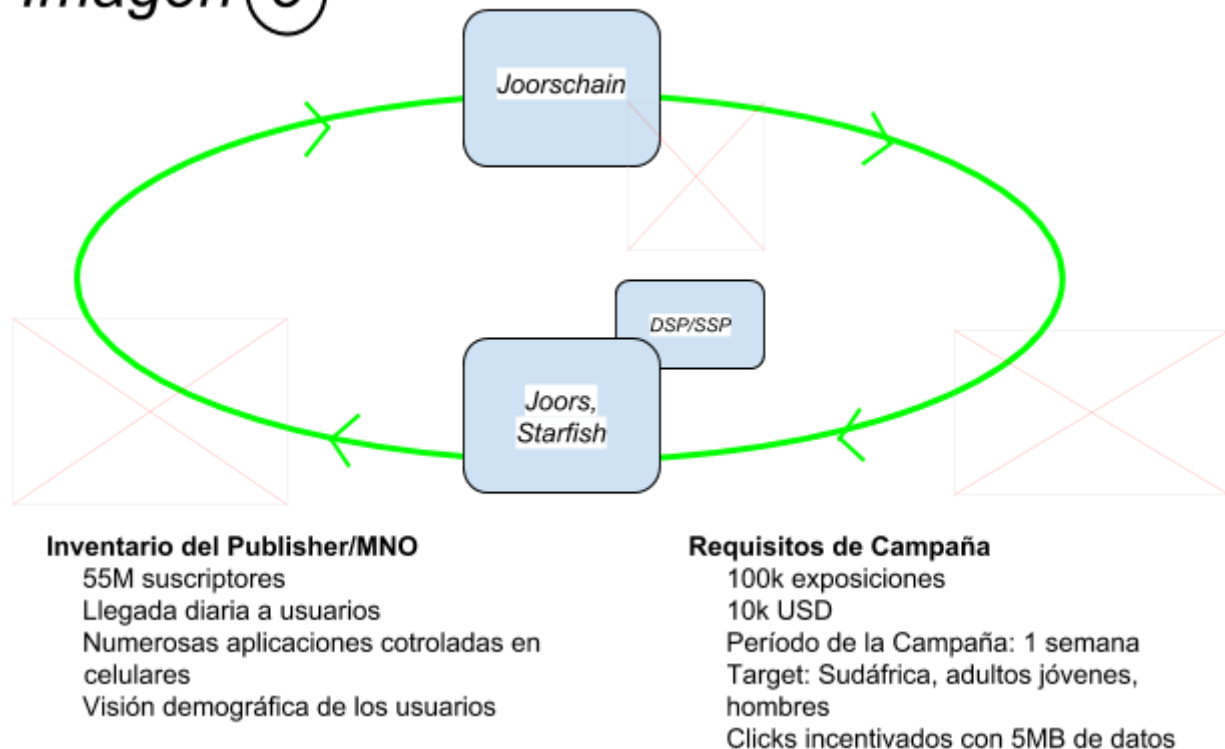 Imagen
Joorschain
DSP/SSP
Joors,
Starfish
Inventario del Publisher/MNO
55M suscriptores
Llegada diaria a usuarios
Numerosas aplicaciones cotroladas en
celulares
Visión demográfica de los usuarios
Requisitos de Campaña
100k exposiciones
10k USD
Período de la Campaña: 1 semana
Target: Sudáfrica, adultos jóvenes,
hombres
Clicks incentivados con 5MB de datos